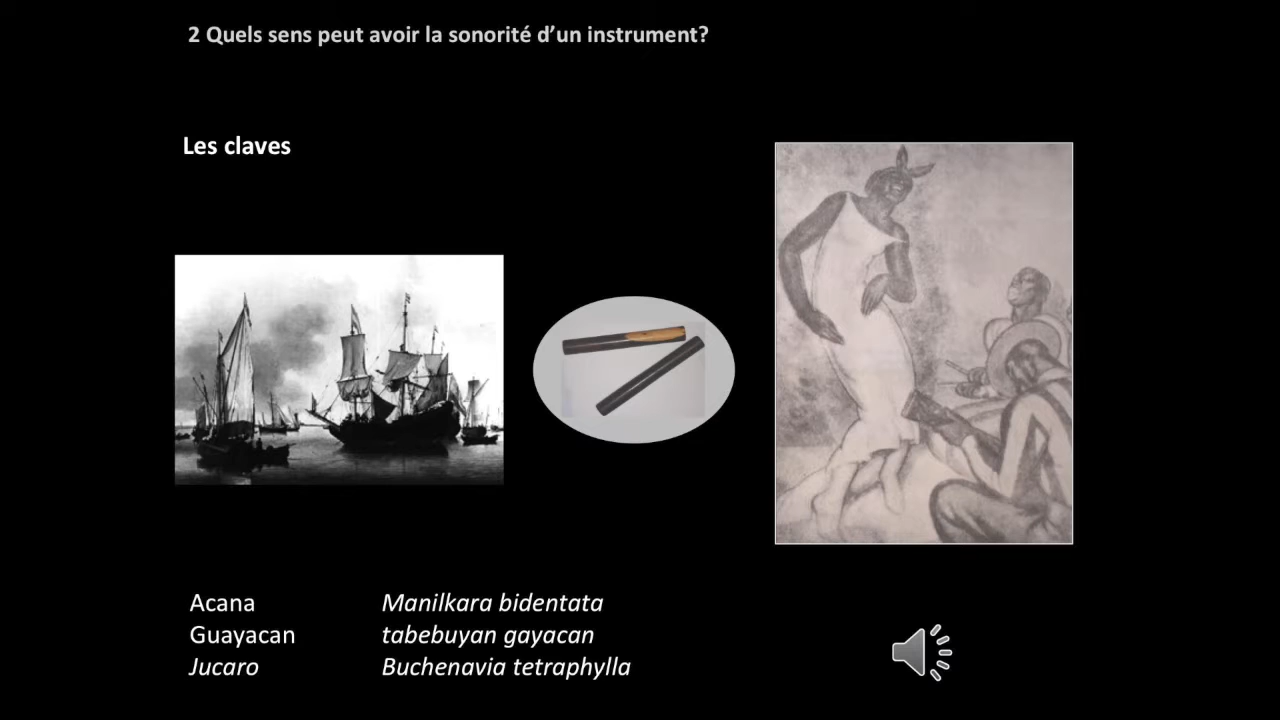 2 Quels sens peut avoir la sonorité d’un instrument?
Les claves
Acana Manilkara bidentata
Guayacan tabebuyan gayacan
Jucaro Buchenavia tetraphylla